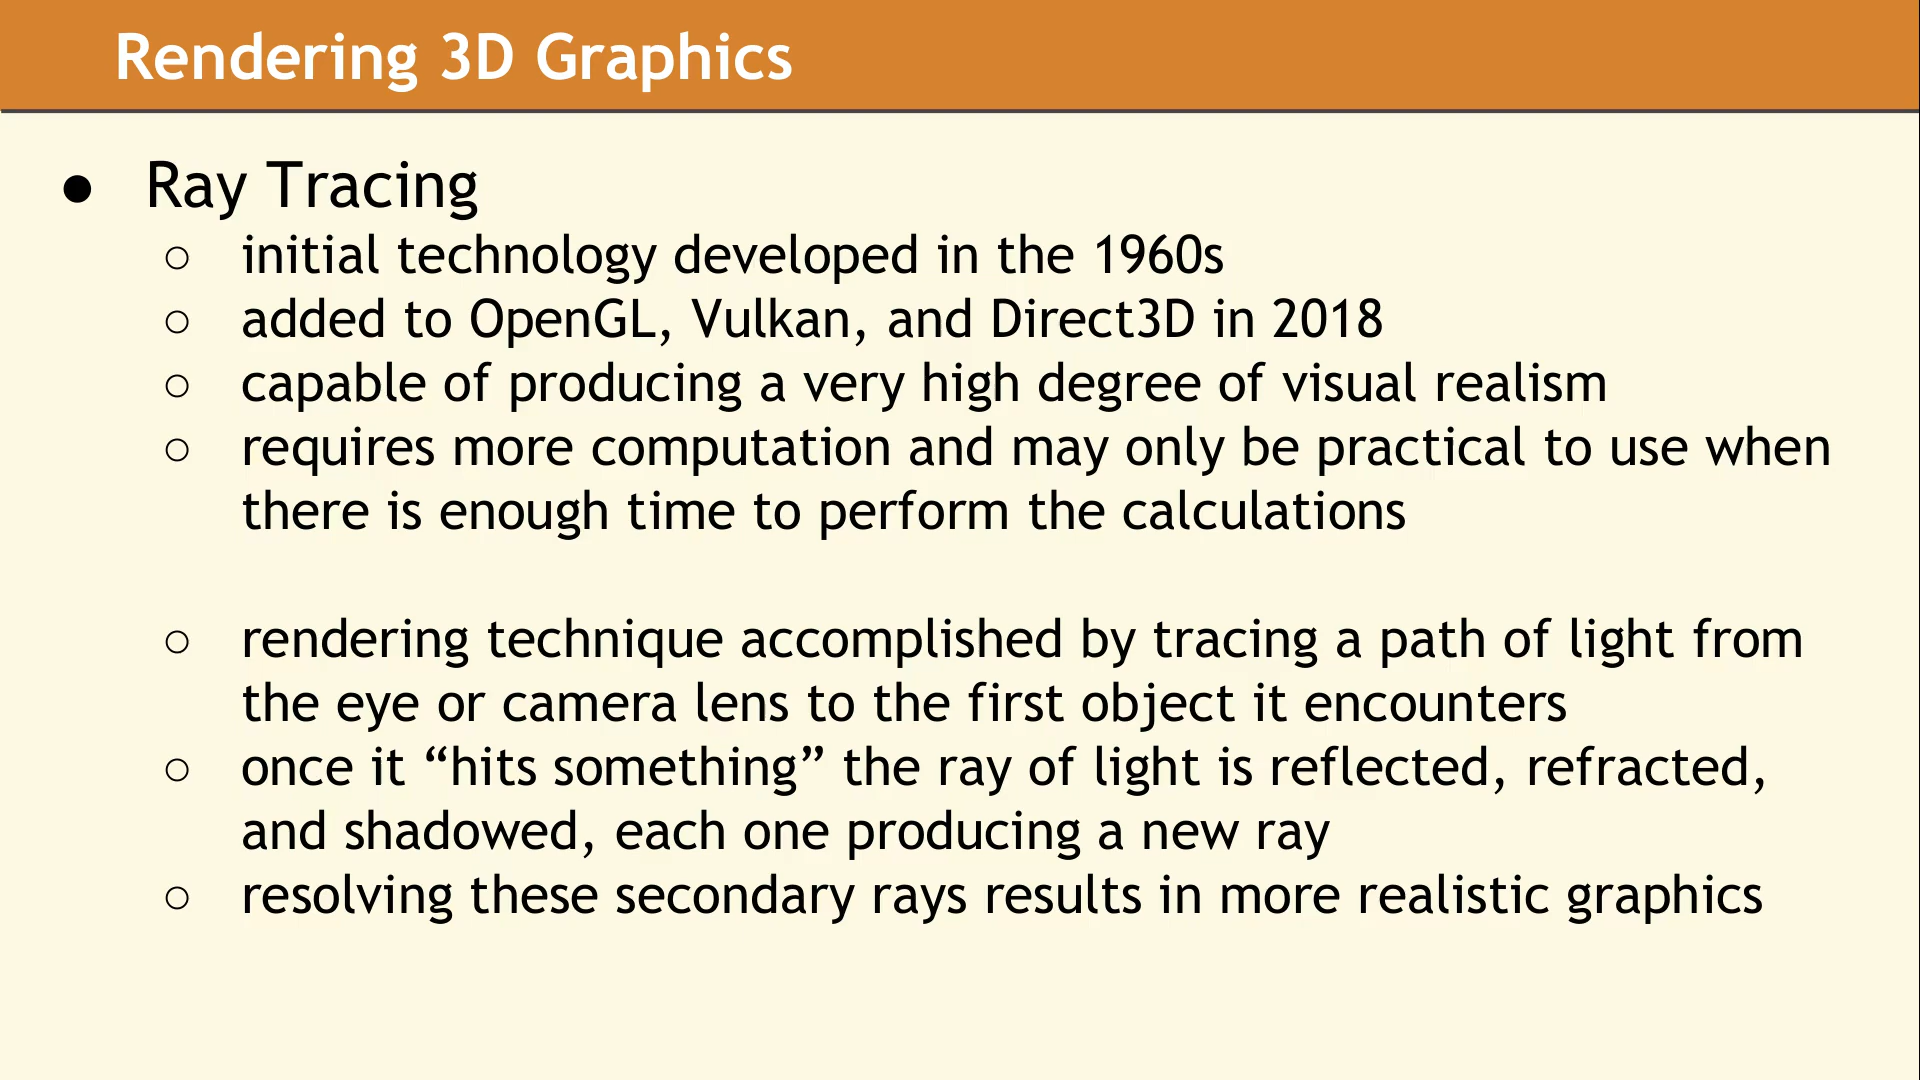 Rendering 3D Graphics
● Ray Tracing
○ initial technology developed in the 1960s
○ added to OpenGL, Vulkan, and Direct3D in 2018
○ capable of producing a very high degree of visual realism
○ requires more computation and may only be practical to use when
there is enough time to perform the calculations
○ rendering technique accomplished by tracing a path of light from
the eye or camera lens to the first object it encounters
○ once it “hits something” the ray of light is reflected, refracted,
and shadowed, each one producing a new ray
○ resolving these secondary rays results in more realistic graphics